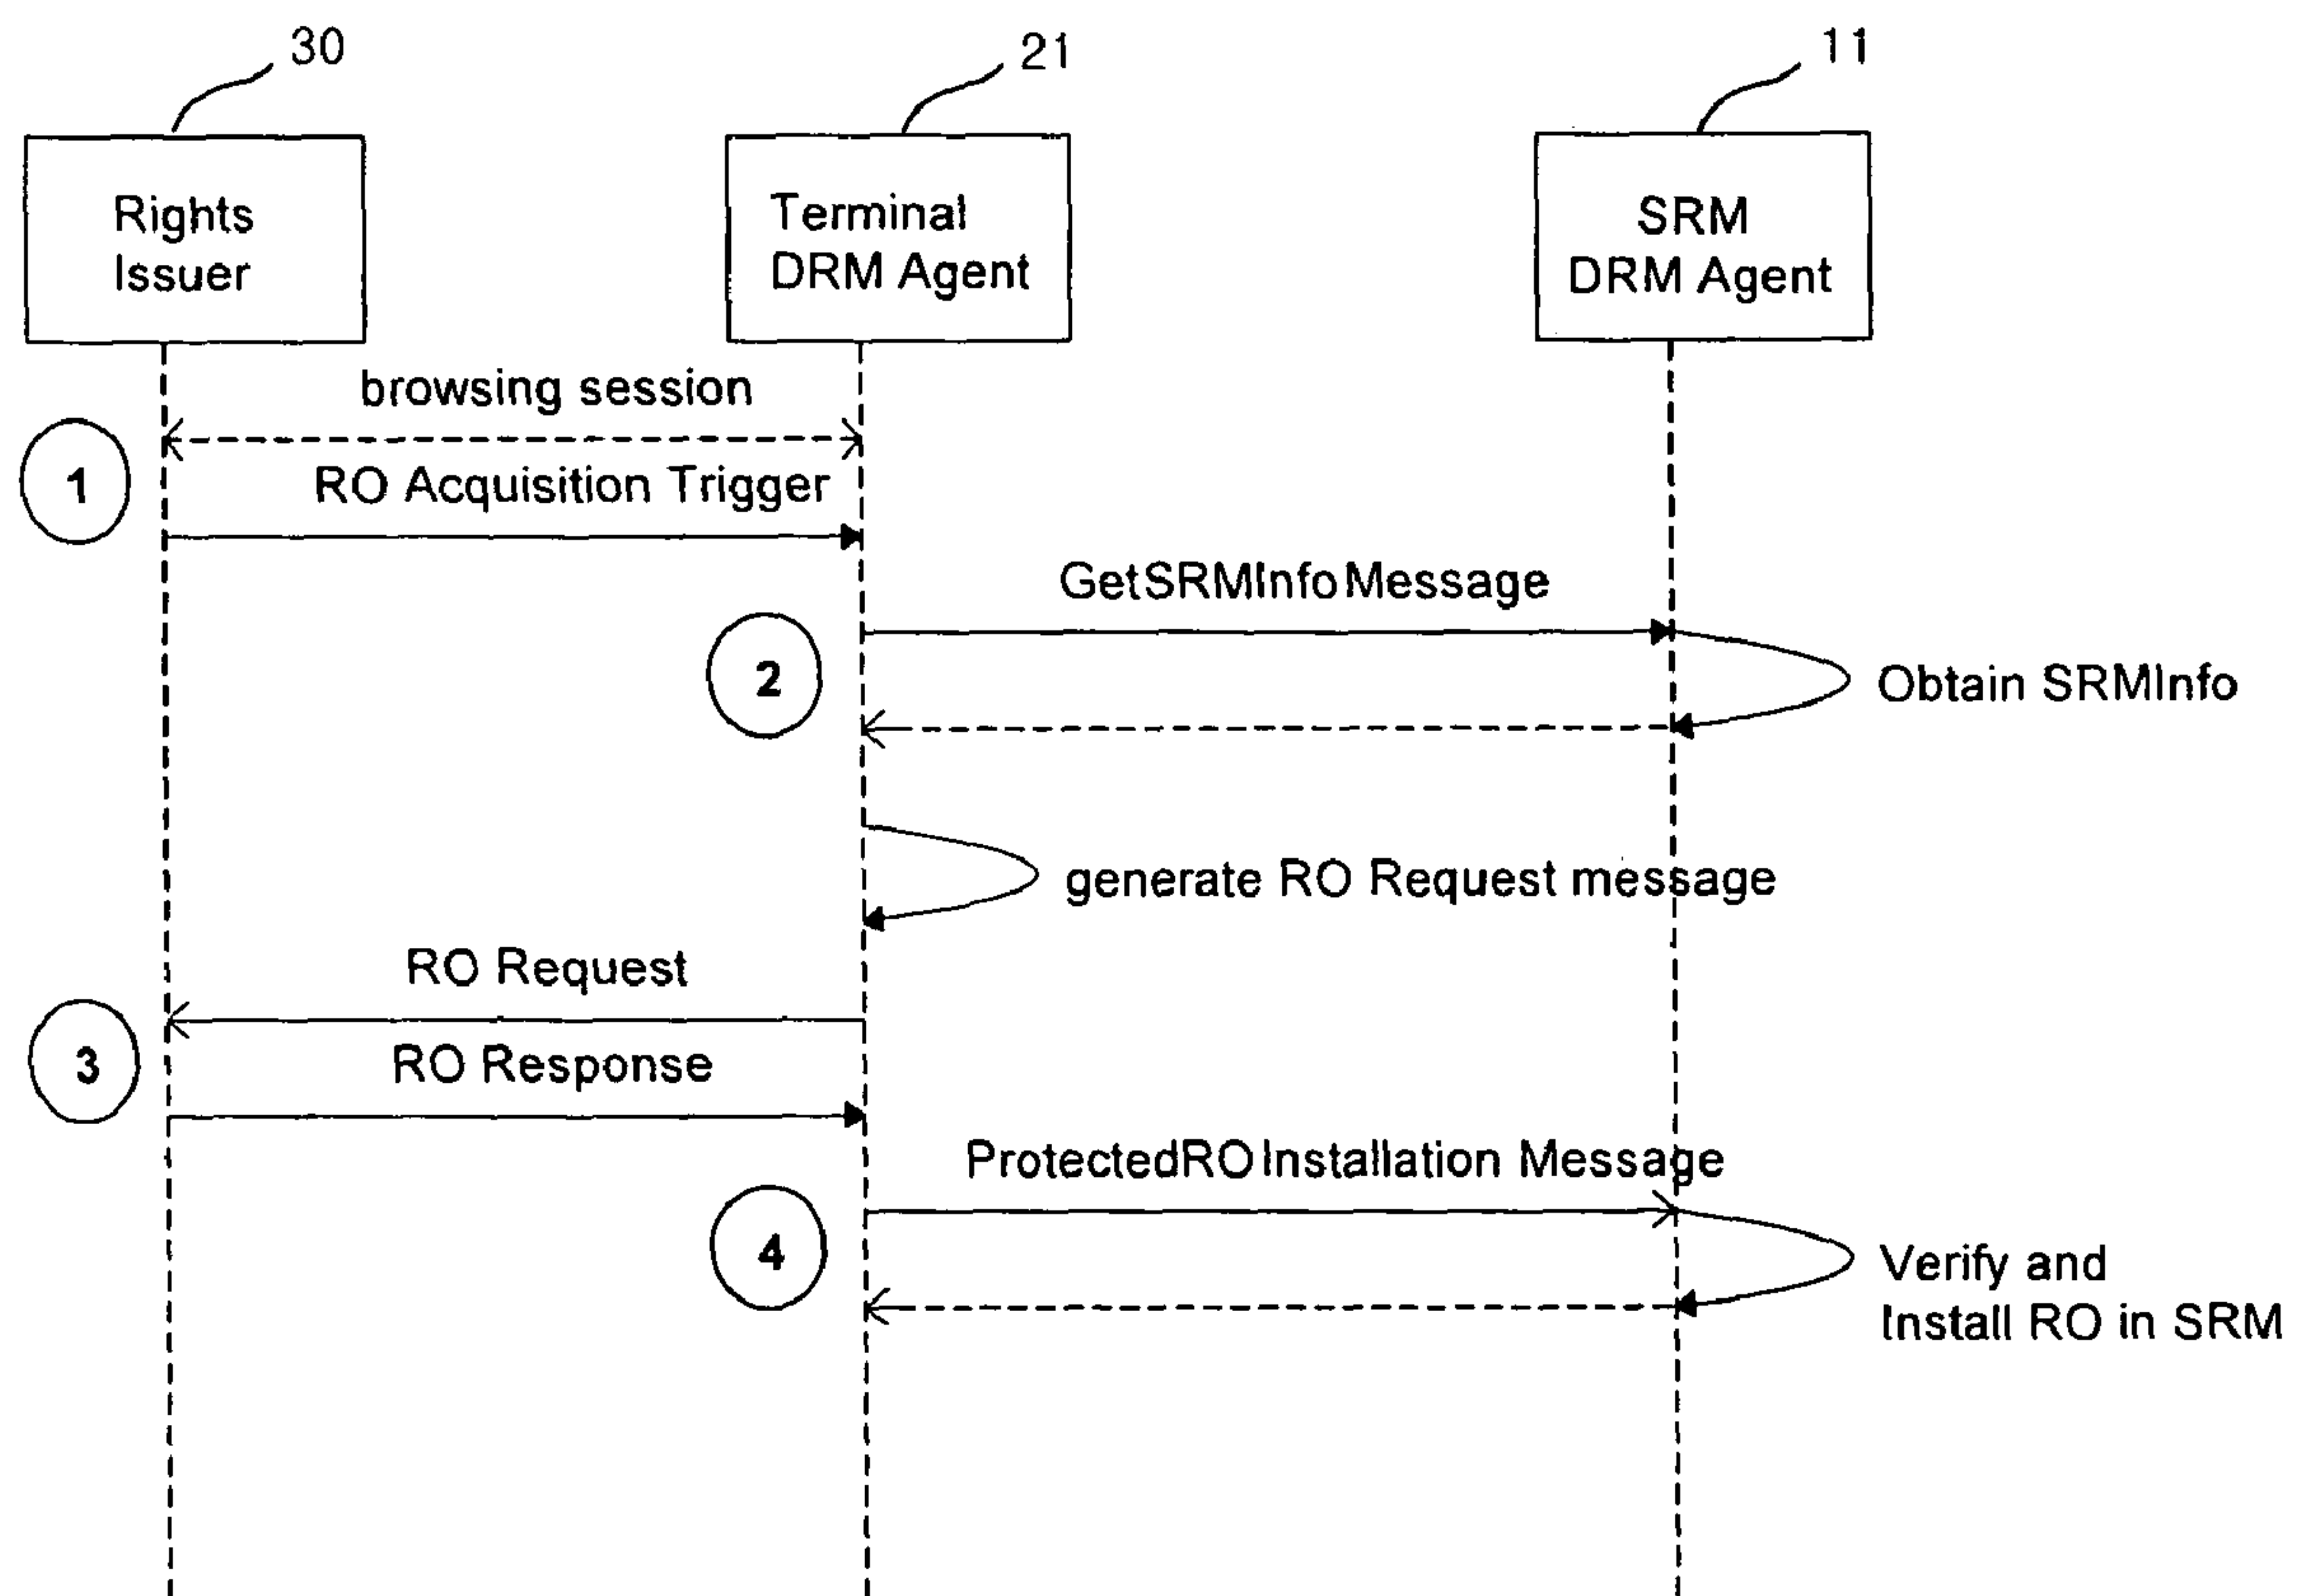 30
21
11
Rights
Issuer
Terminal
DRM Agent
SRM
DRM Agent
browsing session
1
RO Acquisition Trigger
GetSRMInfo Message
2
Obtain SRMInfo
generate RO Request message
RO Request
3
RO Response
ProtectedROInstallation Message
4
Verify and
Install RO in SRM